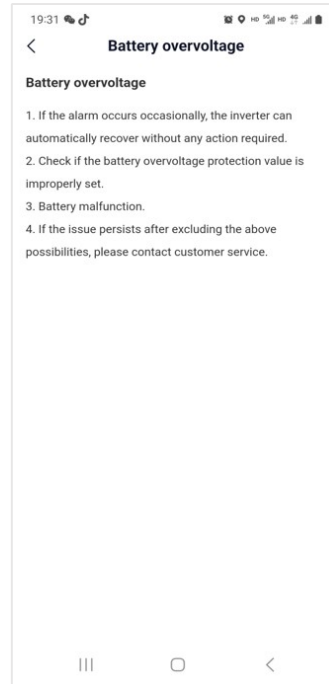 19:31
Battery overvoltage
Battery overvoltage
1. If the alarm occurs occasionally, the inverter can
automatically recover without any action required.
2. Check if the battery overvoltage protection value is
improperly set.
3. Battery malfunction.
4. If the issue persists after excluding the above
possibilities, please contact customer service.